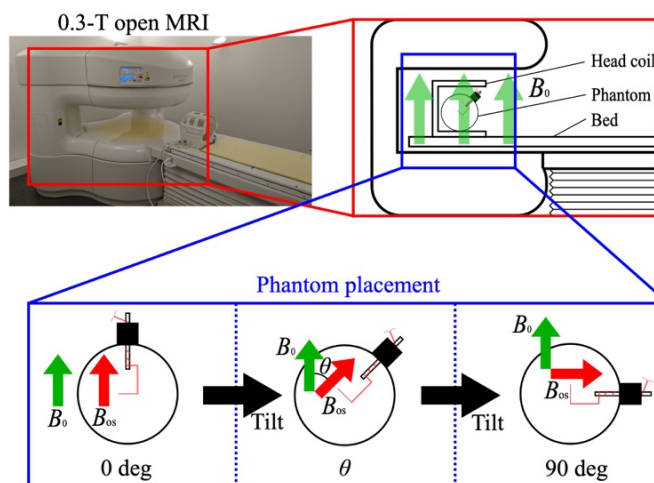 0.3-T open MRI
Head coil
B0
Phantom
Bed
Phantom placement
B0
Bos
0 deg
Tilt
B0
θ
Bos
θ
Tilt
B0
Bos
90 deg